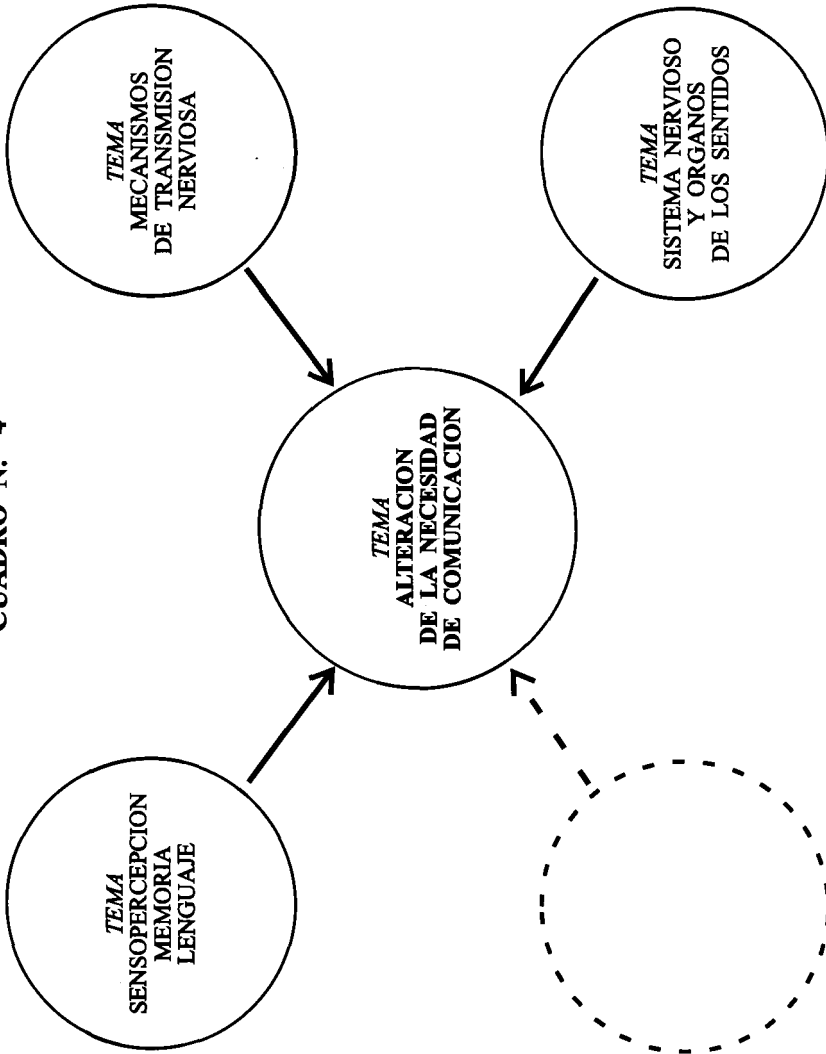 CUADRO N. 4
TEMA
SENSOPERCEPCION
MEMORIA
LENGUAJE
TEMA
MECANISMOS
DE TRANSMISION
NERVIOSA
TEMA
ALTERACION
DE LA NECESIDAD
DE COMUNICACION
TEMA
SISTEMA NERVIOSO
Y ORGANOS
DE LOS SENTIDOS